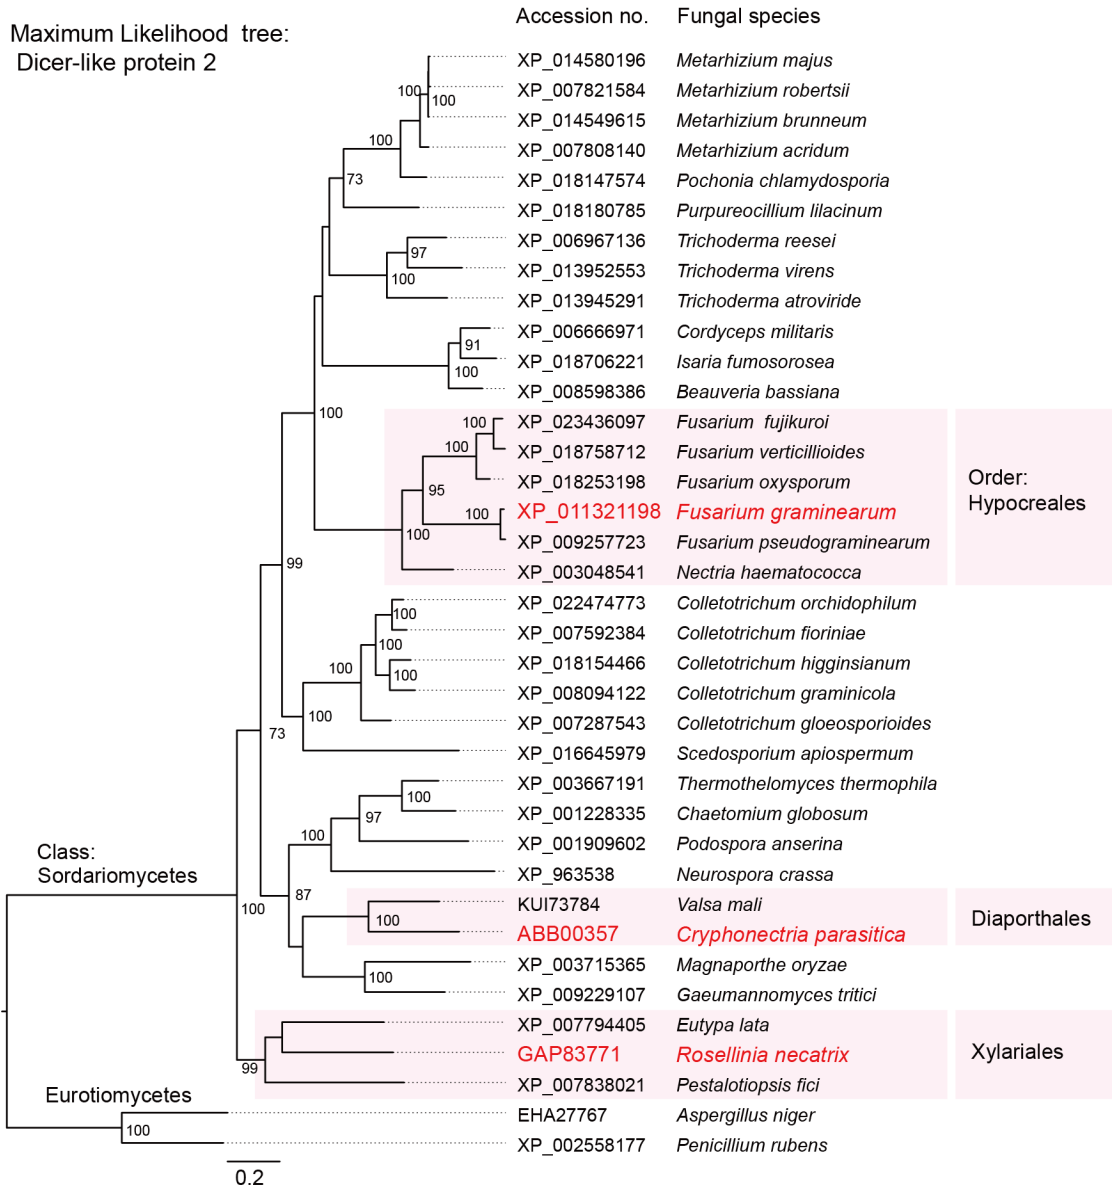 Accession no. Fungal species
Maximum Likelihood tree:
Dicer-like protein 2
XP_014580196 Metarhizium majus
XP_007821584 Metarhizium robertsii
100 100
XP_014549615 Metarhizium brunneum
100
XP_007808140 Metarhizium acridum
73
XP_018147574 Pochonia chlamydosporia
XP_018180785 Purpureocillium lilacinum
XP_006967136 Trichoderma reesei
97
XP_013952553 Trichoderma virens
100
XP_013945291 Trichoderma atroviride
XP_006666971 Cordyceps militaris
91
XP_018706221 Isaria fumosorosea
100
XP_008598386 Beauveria bassiana
100
100 XP_023436097 Fusarium fujikuroi
100
XP_018758712 Fusarium verticillioides
XP_018253198 Fusarium oxysporum
95
Order:
Hypocreales
100 XP_011321198 Fusarium graminearum
100
XP_009257723 Fusarium pseudograminearum
99
XP_003048541 Nectria haematococca
XP_022474773 Colletotrichum orchidophilum
100
XP_007592384 Colletotrichum fioriniae
100
XP_018154466 Colletotrichum higginsianum
100 100
XP_008094122 Colletotrichum graminicola
100
XP_007287543 Colletotrichum gloeosporioides
73
XP_016645979 Scedosporium apiospermum
XP_003667191 Thermothelomyces thermophila
100
XP_001228335 Chaetomium globosum
97
100
XP_001909602 Podospora anserina
Class:
Sordariomycetes
XP_963538 Neurospora crassa
87
100
KUI73784 Valsa mali
100
Diaporthales
ABB00357 Cryphonectria parasitica
XP_003715365 Magnaporthe oryzae
100
XP_009229107 Gaeumannomyces tritici
XP_007794405 Eutypa lata
Xylariales
GAP83771 Rosellinia necatrix
99
XP_007838021 Pestalotiopsis fici
Eurotiomycetes
EHA27767 Aspergillus niger
100
XP_002558177 Penicillium rubens
0.2